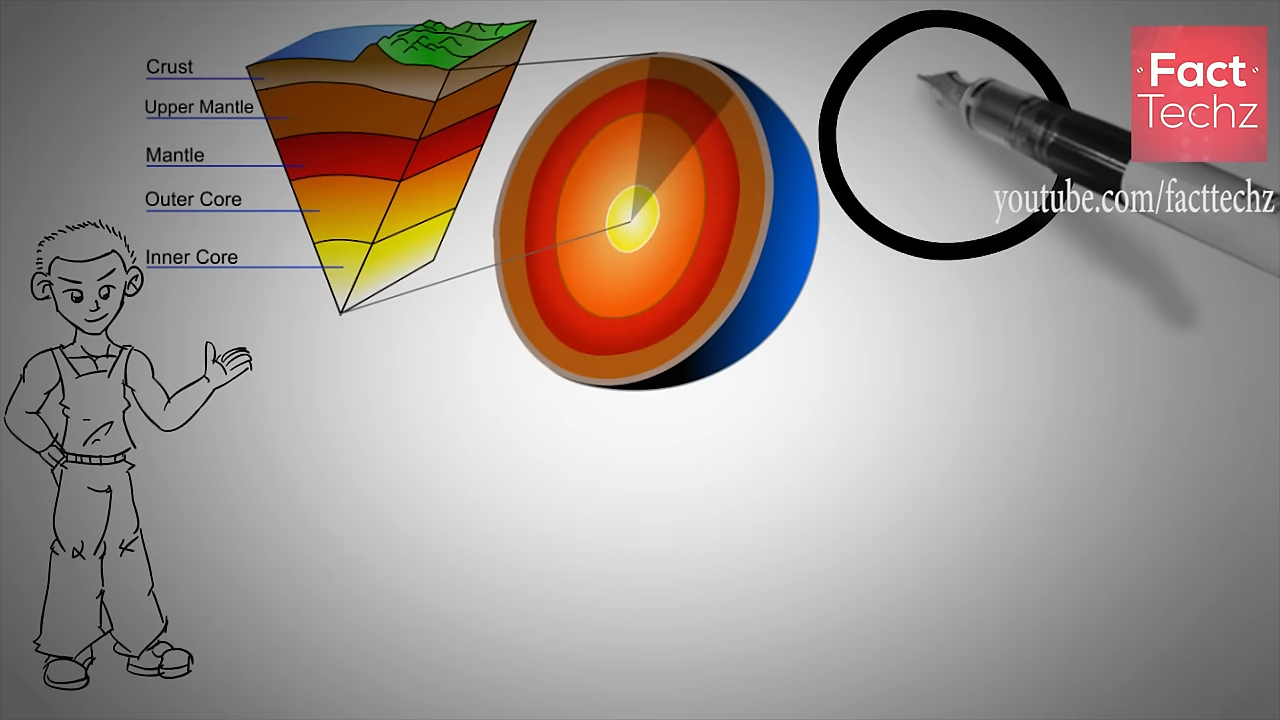 Crust
Upper Mantle
Mantle
Outer Core
Inner Core
Fact
Techz
youtube.com/facttechz